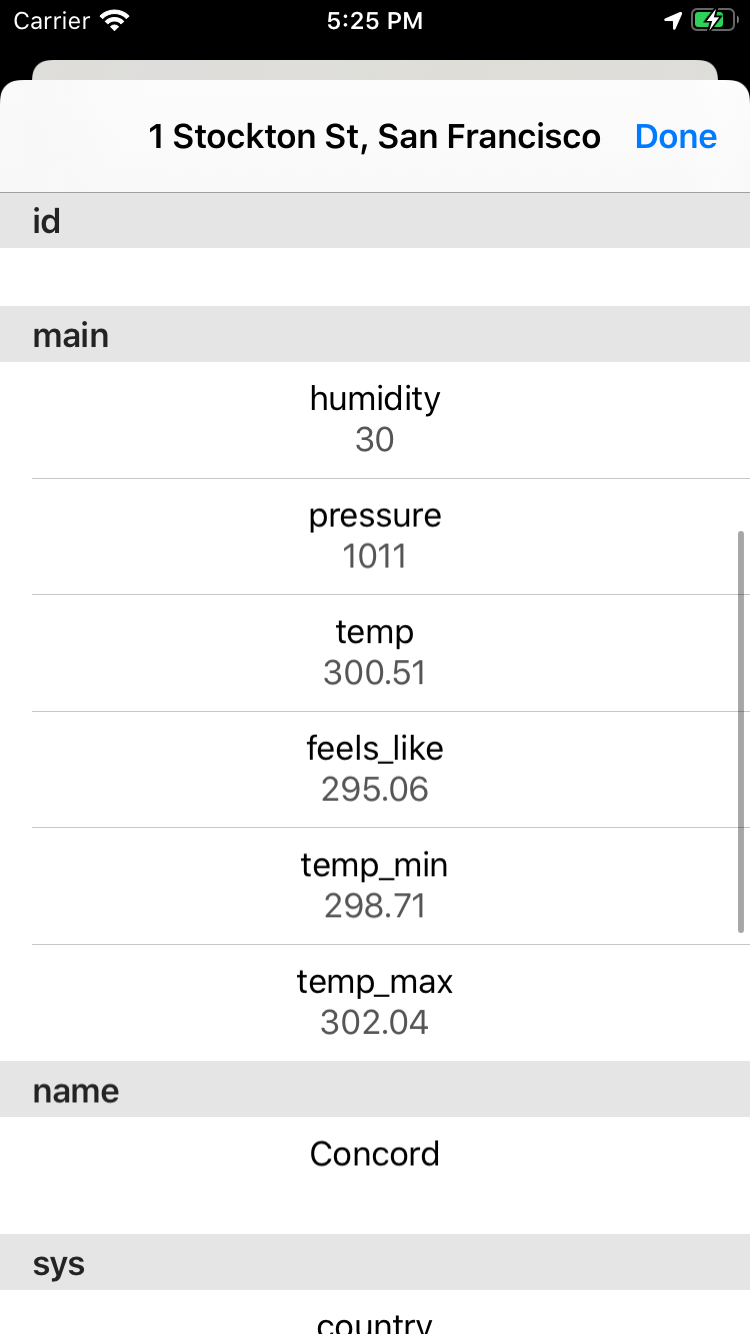 Carrier 5:25 PM
1 Stockton St, San Francisco Done
id
main
humidity
30
pressure
1011
temp
300.51
feels_like
295.06
temp_min
298.71
temp_max
302.04
name
Concord
sys
country